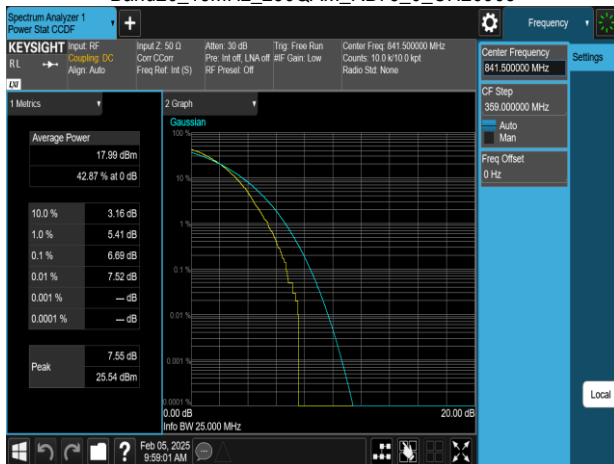 Spectrum Analyzer 1
Power Stat CCDF
Frequency
KEYSIGHT
RL
LXI
Input: RF
Coupling: DC
Align: Auto
Input Z: 50 Ω
Corr CCorr
Freq Ref: Int (S)
Atten: 30 dB
Pre: Int off, LNA off
RF Presel: Off
Trig: Free Run
#IF Gain: Low
Center Freq: 841.500000 MHz
Counts: 10.0 k/10.0 kpt
Radio Std: None
Center Frequency
841.500000 MHz
Settings
CF Step
359.000000 MHz
Auto
Man
Freq Offset
0 Hz
Local
1 Metrics
Average Power
17.99 dBm
42.87 % at 0 dB
10.0 % 3.16 dB
1.0 % 5.41 dB
0.1 % 6.69 dB
0.01 % 7.52 dB
0.001 % --- dB
0.0001 % --- dB
Peak
7.55 dB
25.54 dBm
2 Graph
Gaussian
100 %
10 %
1 %
0.1 %
0.01 %
0.001 %
0.0001 %
0.00 dB
20.00 dB
Info BW 25.000 MHz
?
Feb 05, 2025
9:59:01 AM